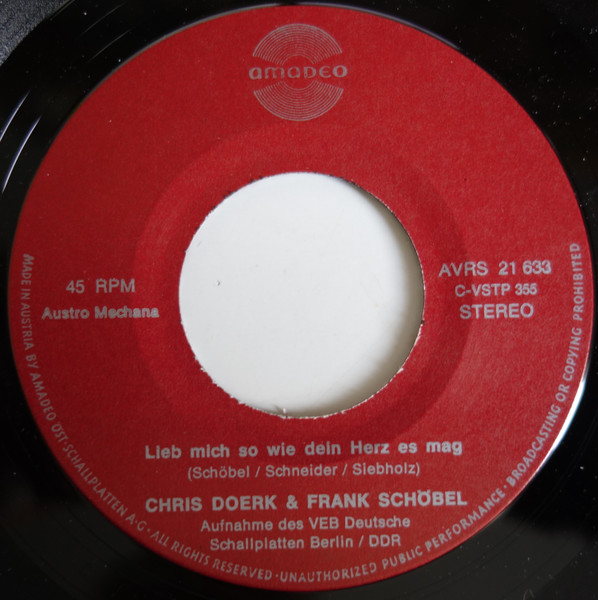 AMADEO
45 RPM
Austro Mechana
AVRS 21 633
C-VSTP 355
STEREO
Lieb mich so wie dein Herz es mag
(Schöbel / Schneider / Siebholz)
CHRIS DOERK & FRANK SCHÖBEL
Aufnahme des VEB Deutsche
Schallplatten Berlin / DDR
MADE IN AUSTRIA BY AMADEO ÖST. SCHALLPLATTEN A·G · ALL RIGHTS RESERVED · UNAUTHORIZED PUBLIC PERFORMANCE · BROADCASTING OR COPYING PROHIBITED